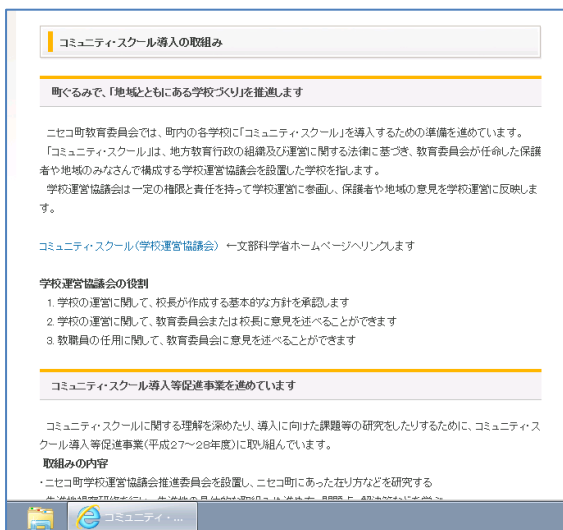 コミュニティ・スクール導入の取組み
町ぐるみで、「地域とともにある学校づくり」を推進します
ニセコ町教育委員会では、町内の各学校に「コミュニティ・スクール」を導入するための準備を進めています。
「コミュニティ・スクール」は、地方教育行政の組織及び運営に関する法律に基づき、教育委員会が任命した保護
者や地域のみなさんで構成する学校運営協議会を設置した学校を指します。
学校運営協議会は一定の権限と責任を持って学校運営に参画し、保護者や地域の意見を学校運営に反映しま
す。
コミュニティ・スクール(学校運営協議会) ←文部科学省ホームページへリンクします
学校運営協議会の役割
1. 学校の運営に関して、校長が作成する基本的な方針を承認します
2. 学校の運営に関して、教育委員会または校長に意見を述べることができます
3. 教職員の任用に関して、教育委員会に意見を述べることができます
コミュニティ・スクール導入等促進事業を進めています
コミュニティ・スクールに関する理解を深めたり、導入に向けた課題等の研究をしたりするために、コミュニティ・ス
クール導入等促進事業(平成27～28年度)に取り組んでいます。
取組みの内容
・ニセコ町学校運営協議会推進委員会を設置し、ニセコ町にあった在り方などを研究する
コミュニティ・...